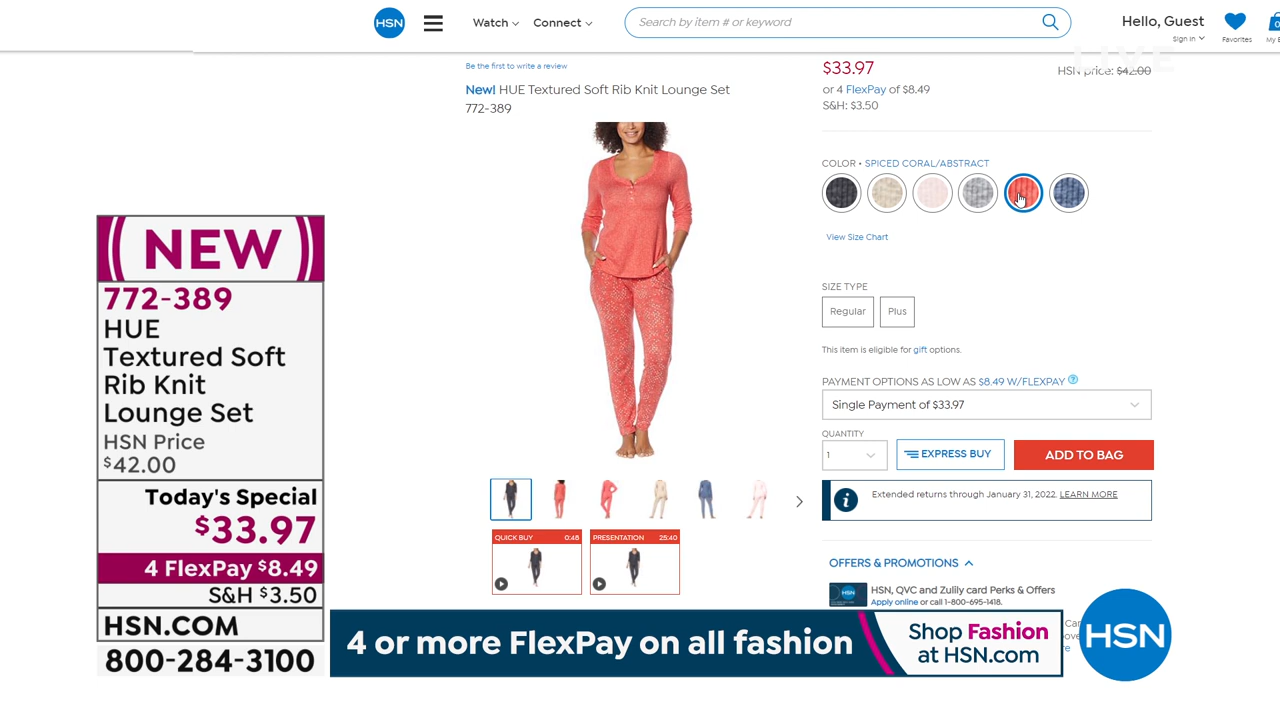 HSN
Watch
Connect
Search by item # or keyword
Hello, Guest
Sign In
Favorites
My
0
LIVE
Be the first to write a review
New! HUE Textured Soft Rib Knit Lounge Set
772-389
$33.97
HSN price: $42.00
or 4 FlexPay of $8.49
S&H: $3.50
COLOR • SPICED CORAL/ABSTRACT
View Size Chart
SIZE TYPE
Regular
Plus
This item is eligible for gift options.
PAYMENT OPTIONS AS LOW AS $8.49 W/FLEXPAY ?
Single Payment of $33.97
QUANTITY
1
EXPRESS BUY
ADD TO BAG
i
Extended returns through January 31, 2022. LEARN MORE
OFFERS & PROMOTIONS
HSN
HSN, QVC and Zulily card Perks & Offers
Apply online or call 1-800-695-1418.
QUICK BUY 0:48
PRESENTATION 25:40
((NEW))
772-389
HUE
Textured Soft
Rib Knit
Lounge Set
HSN Price
$42.00
Today's Special
$33.97
4 FlexPay $8.49
S&H $3.50
HSN.COM
800-284-3100
4 or more FlexPay on all fashion
Shop Fashion
at HSN.com
HSN